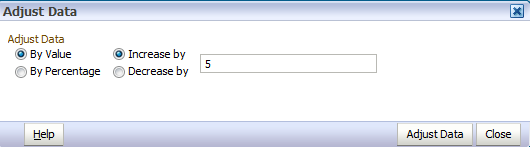 Adjust Data
Adjust Data
By Value Increase by 5
By Percentage Decrease by
Help Adjust Data Close